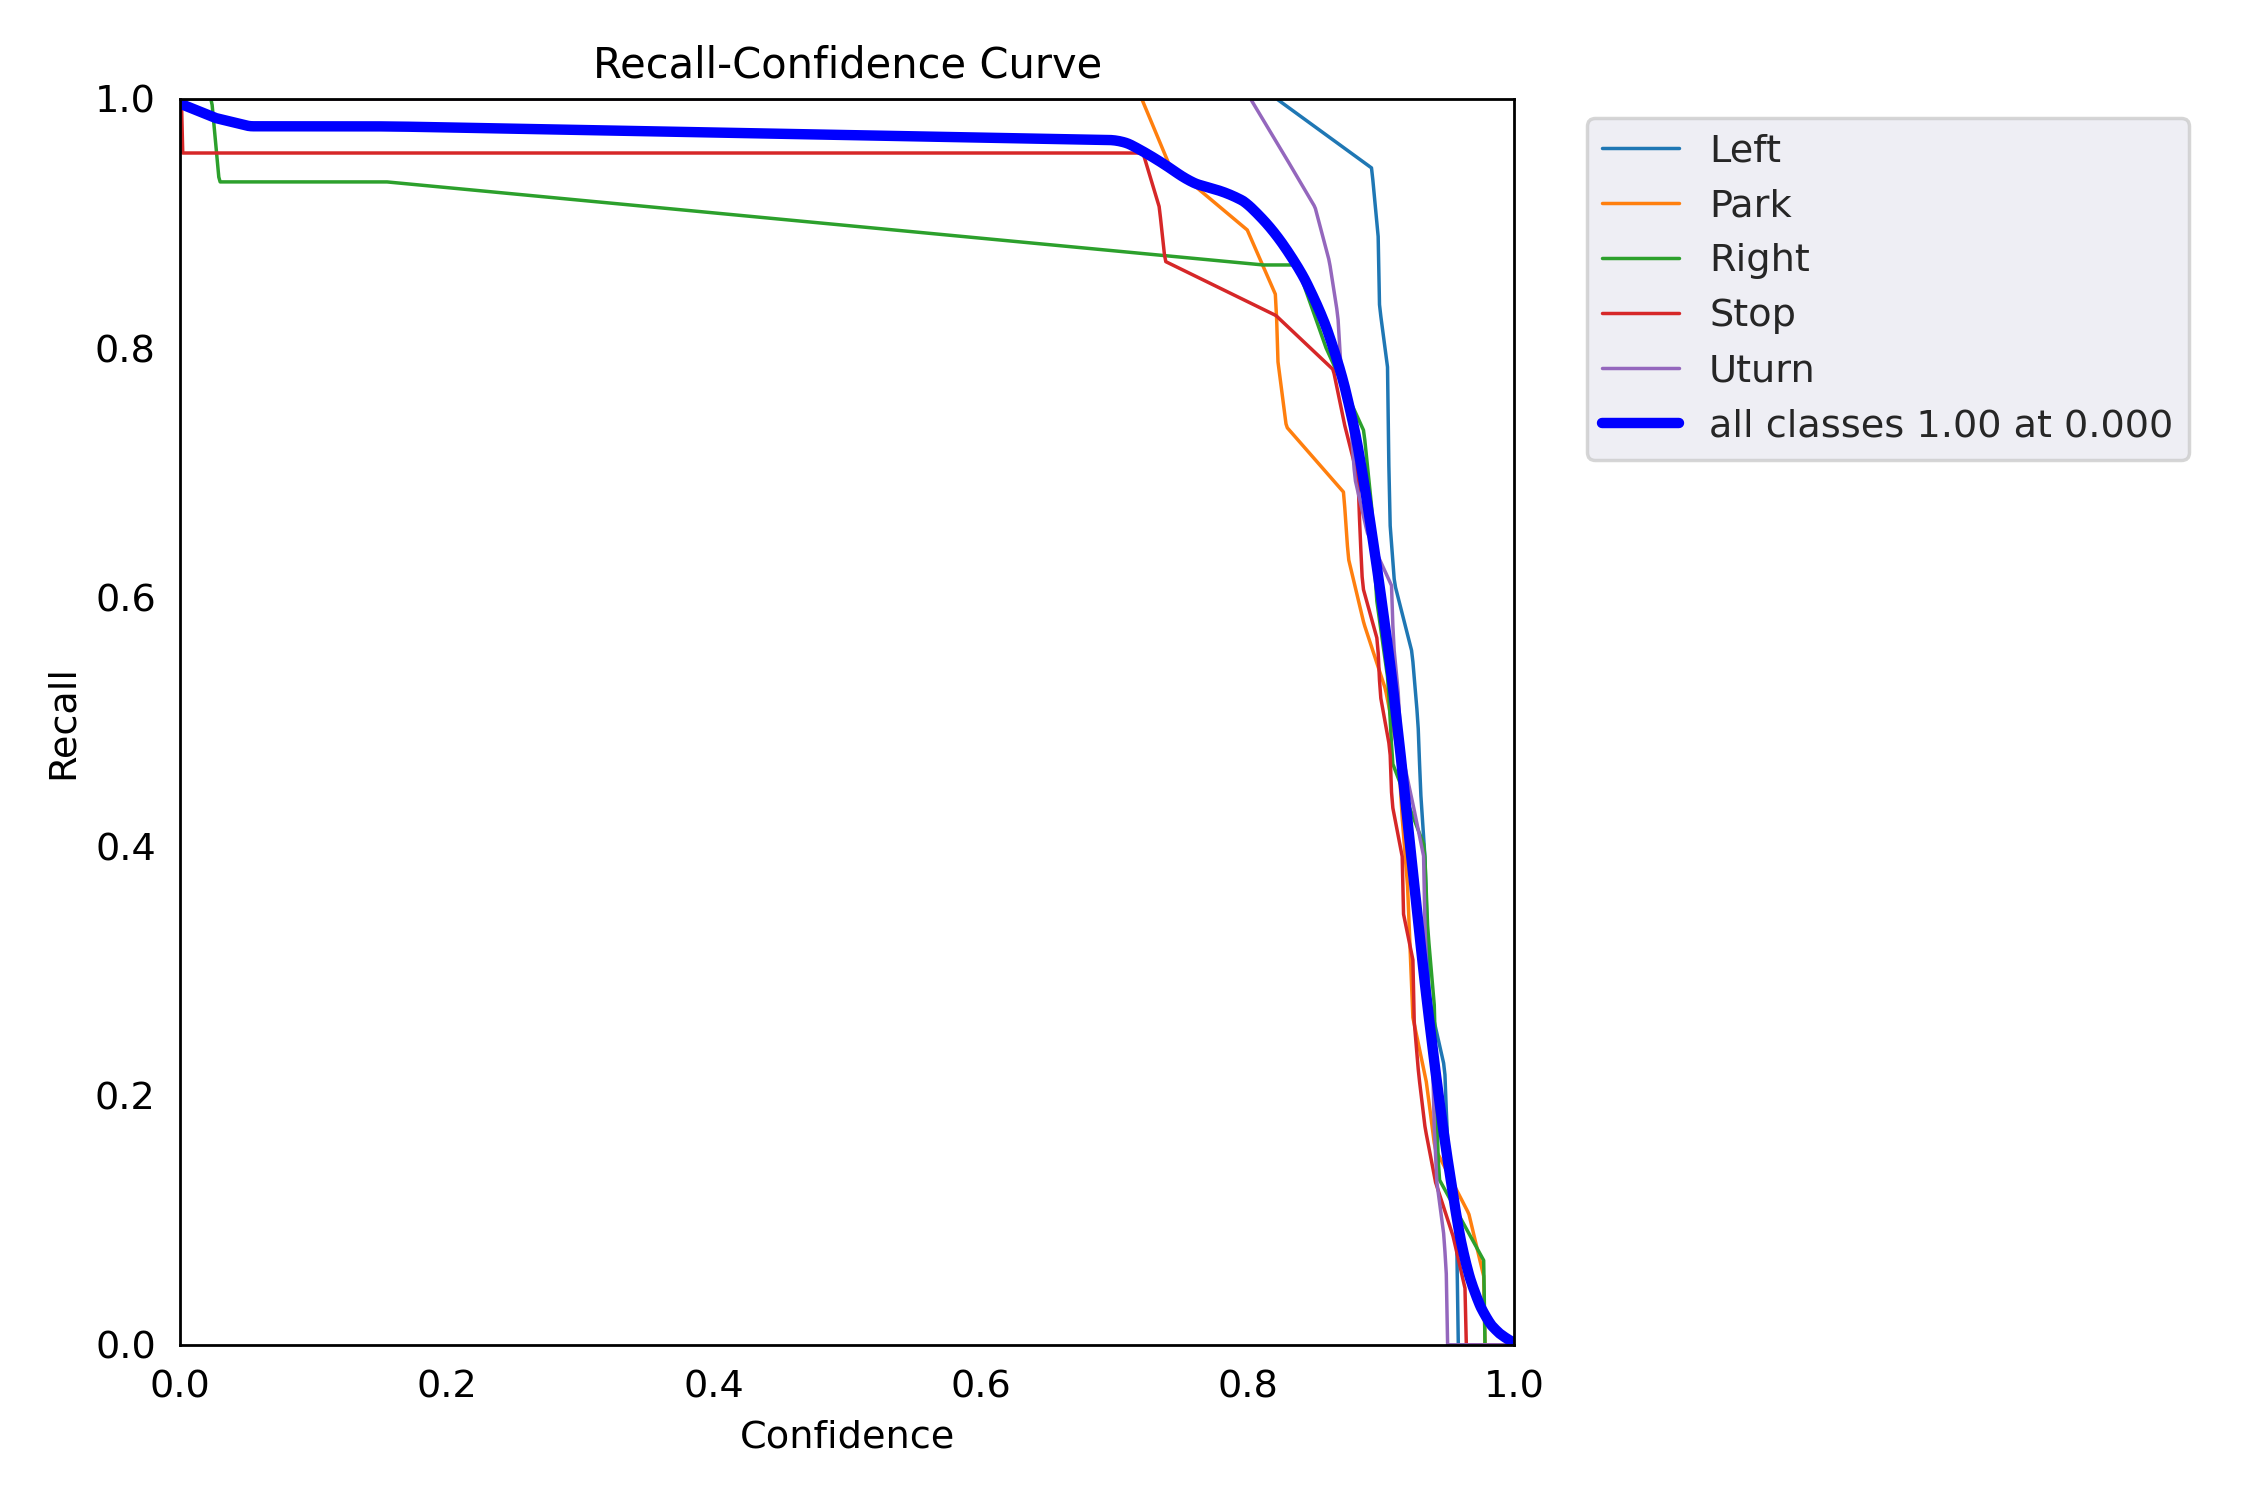 Recall-Confidence Curve
1.0
0.8
0.6
0.4
0.2
0.0
Recall
0.0 0.2 0.4 0.6 0.8 1.0
Confidence
Left
Park
Right
Stop
Uturn
all classes 1.00 at 0.000